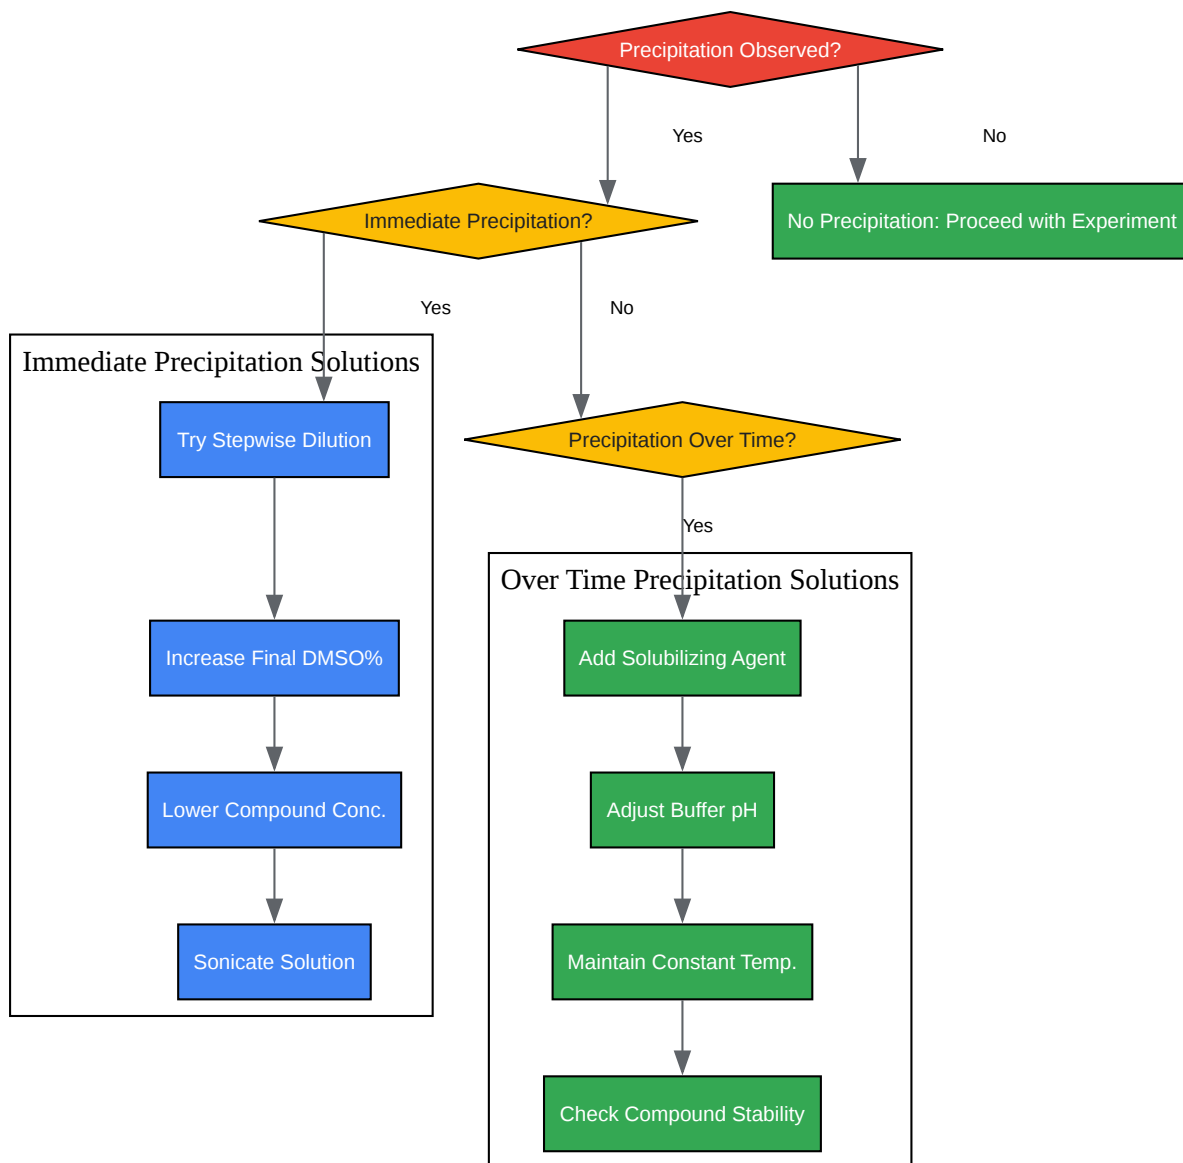 Precipitation Observed?
Yes
No
Immediate Precipitation?
No Precipitation: Proceed with Experiment
Yes
No
Immediate Precipitation Solutions
Try Stepwise Dilution
Precipitation Over Time?
Yes
Over Time Precipitation Solutions
Increase Final DMSO%
Add Solubilizing Agent
Lower Compound Conc.
Adjust Buffer pH
Sonicate Solution
Maintain Constant Temp.
Check Compound Stability